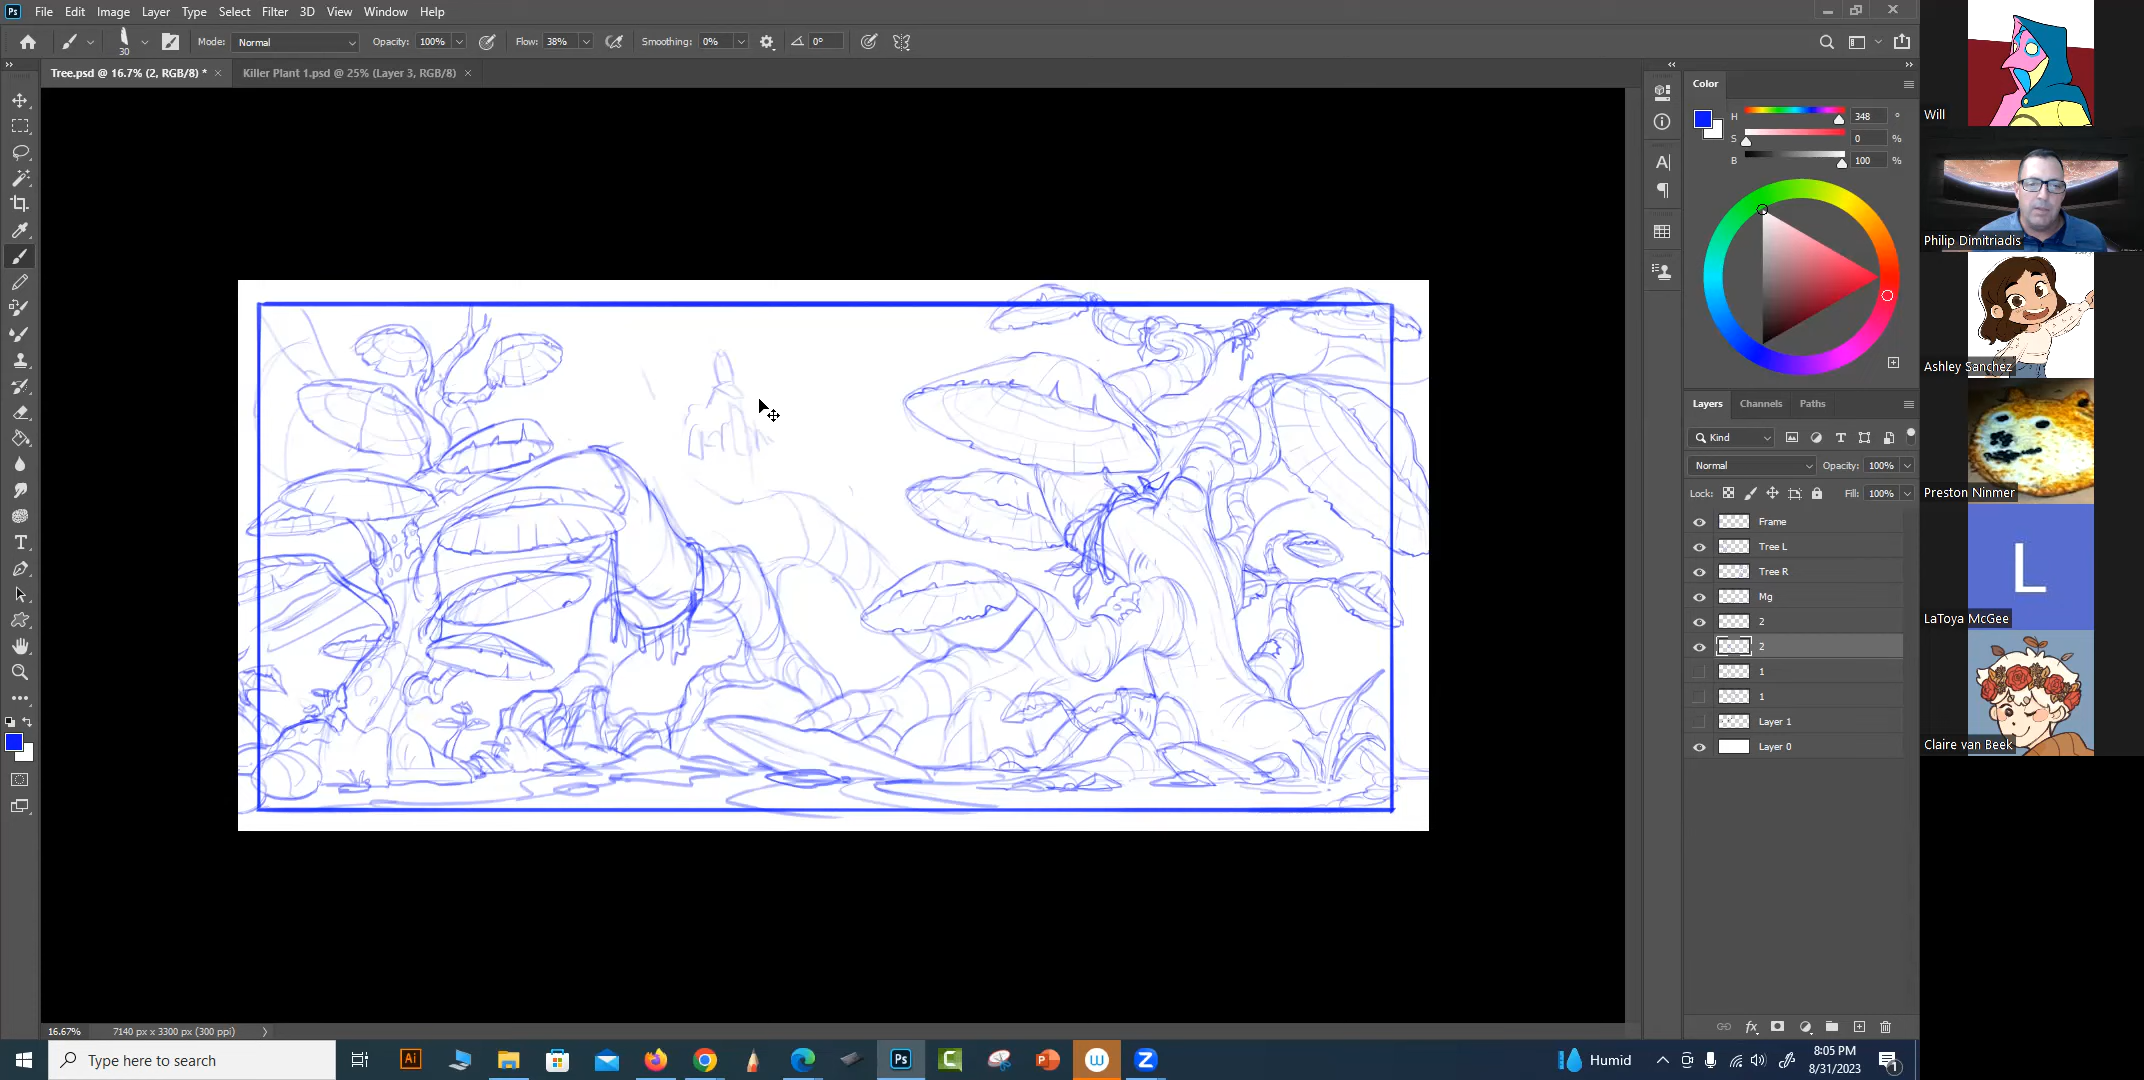 Ps File Edit Image Layer Type Select Filter 3D View Window Help
30 Mode: Normal Opacity: 100% Flow: 38% Smoothing: 0% 0°
Tree.psd @ 16.7% (2, RGB/8) * × Killer Plant 1.psd @ 25% (Layer 3, RGB/8) ×
Color
H 348 °
S 0 %
B 100 %
Layers Channels Paths
Kind
Normal Opacity: 100%
Lock: Fill: 100%
Frame
Tree L
Tree R
Mg
2
2
1
1
Layer 1
Layer 0
Will
Philip Dimitriadis
Ashley Sanchez
Preston Ninmer
L
LaToya McGee
Claire van Beek
16.67% 7140 px x 3300 px (300 ppi)
Type here to search
Humid
8:05 PM
8/31/2023
1